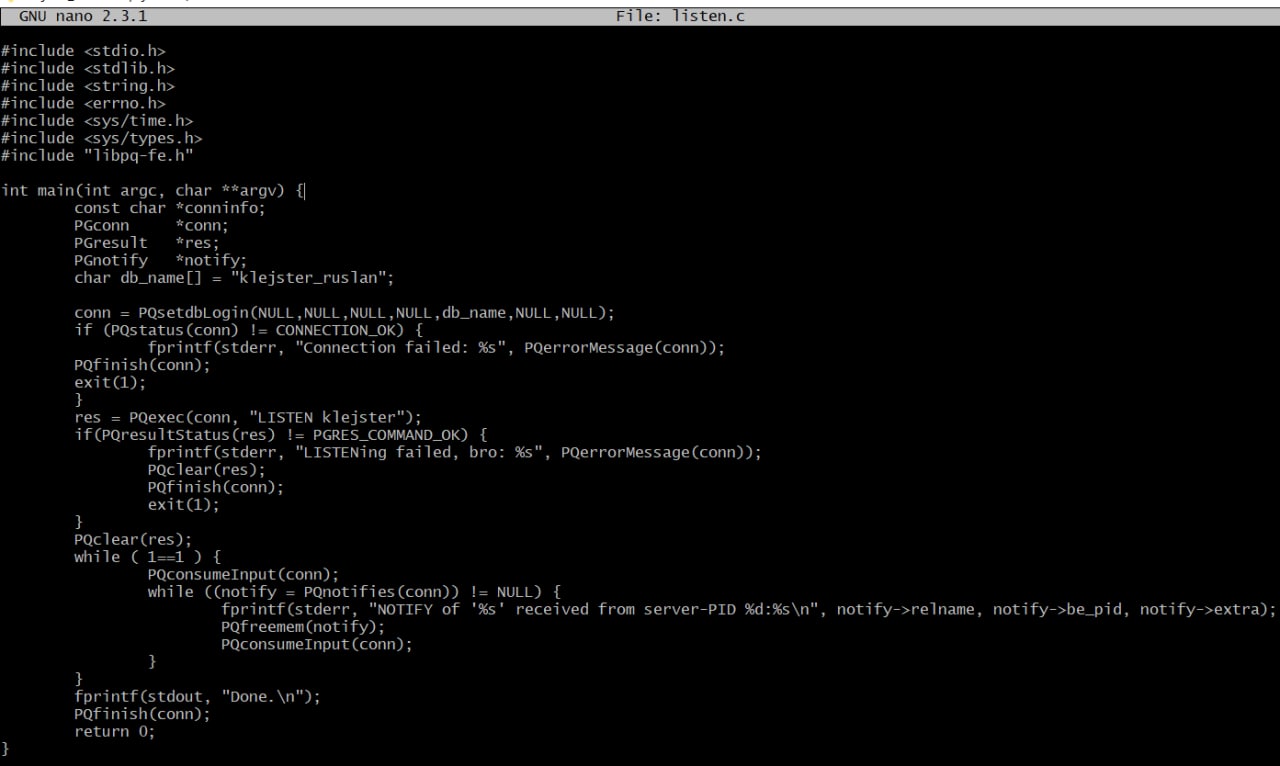 GNU nano 2.3.1 File: listen.c
#include <stdio.h>
#include <stdlib.h>
#include <string.h>
#include <errno.h>
#include <sys/time.h>
#include <sys/types.h>
#include "libpq-fe.h"
int main(int argc, char **argv) {
const char *conninfo;
PGconn *conn;
PGresult *res;
PGnotify *notify;
char db_name[] = "klejster_ruslan";
conn = PQsetdbLogin(NULL,NULL,NULL,NULL,db_name,NULL,NULL);
if (PQstatus(conn) != CONNECTION_OK) {
fprintf(stderr, "Connection failed: %s", PQerrorMessage(conn));
PQfinish(conn);
exit(1);
}
res = PQexec(conn, "LISTEN klejster");
if(PQresultStatus(res) != PGRES_COMMAND_OK) {
fprintf(stderr, "LISTENing failed, bro: %s", PQerrorMessage(conn));
PQclear(res);
PQfinish(conn);
exit(1);
}
PQclear(res);
while ( 1==1 ) {
PQconsumeInput(conn);
while ((notify = PQnotifies(conn)) != NULL) {
fprintf(stderr, "NOTIFY of '%s' received from server-PID %d:%s\n", notify->relname, notify->be_pid, notify->extra);
PQfreemem(notify);
PQconsumeInput(conn);
}
}
fprintf(stdout, "Done.\n");
PQfinish(conn);
return 0;
}